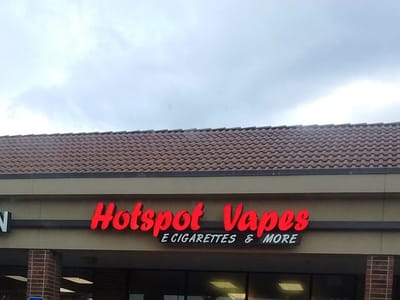 N
Hotspot Vapes
E CIGARETTES & MORE